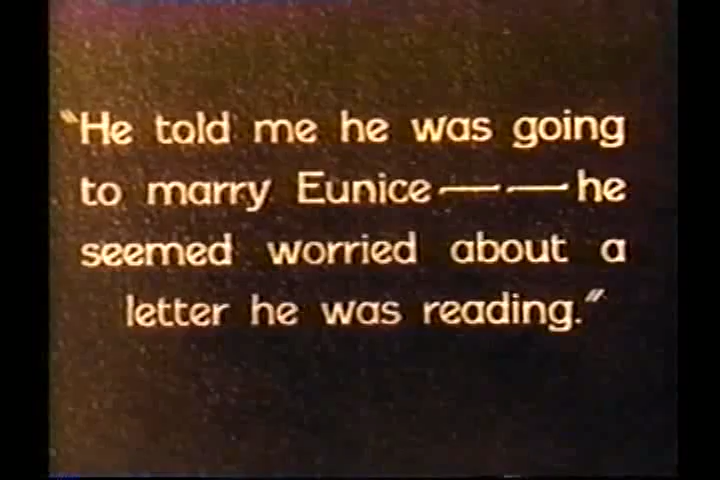 "He told me he was going
to marry Eunice — — he
seemed worried about a
letter he was reading."